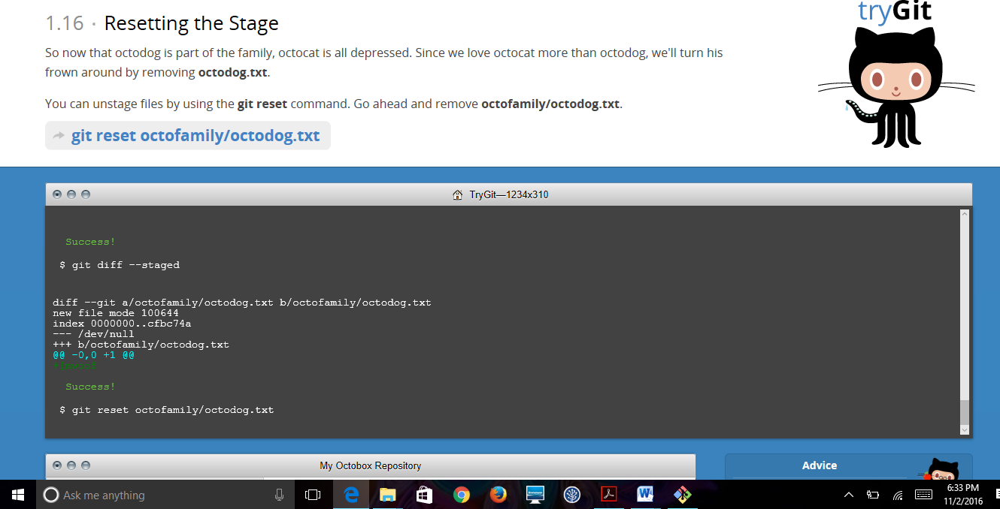 tryGit
1.16 · Resetting the Stage
So now that octodog is part of the family, octocat is all depressed. Since we love octocat more than octodog, we'll turn his
frown around by removing octodog.txt.
You can unstage files by using the git reset command. Go ahead and remove octofamily/octodog.txt.
git reset octofamily/octodog.txt
TryGit—1234x310
Success!
$ git diff --staged
diff --git a/octofamily/octodog.txt b/octofamily/octodog.txt
new file mode 100644
index 0000000..cfbc74a
--- /dev/null
+++ b/octofamily/octodog.txt
@@ -0,0 +1 @@
Success!
$ git reset octofamily/octodog.txt
My Octobox Repository
Advice
Ask me anything
6:33 PM
11/2/2016